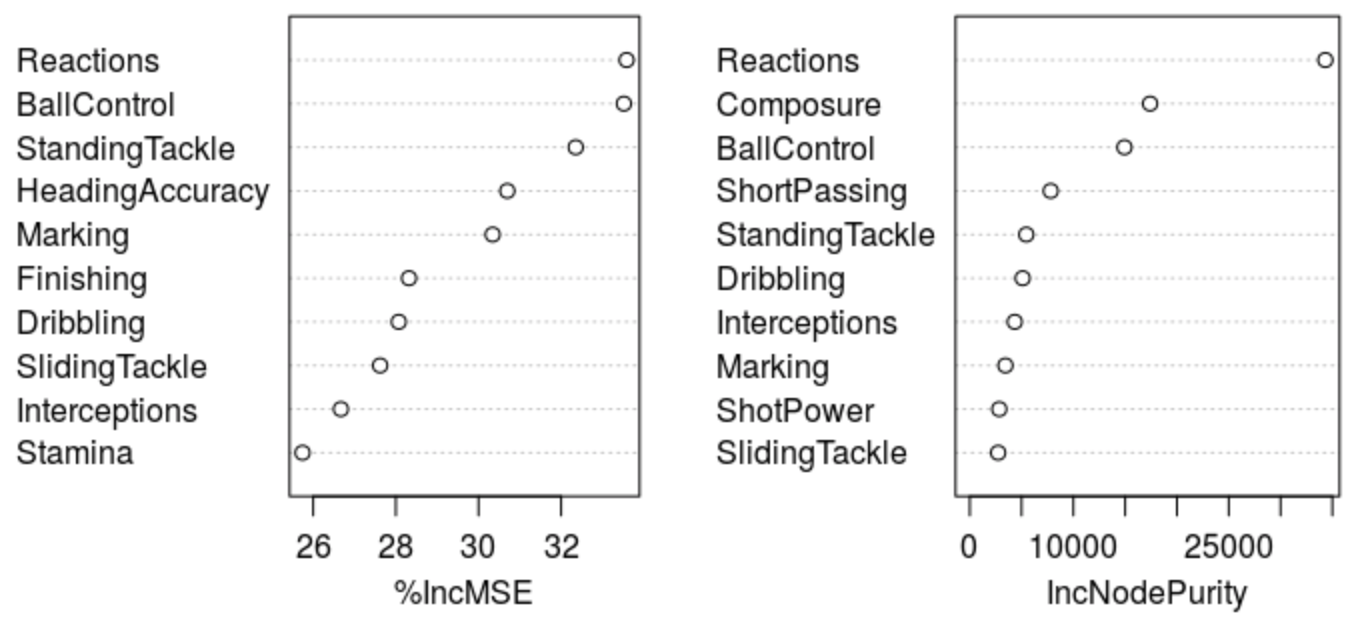 Reactions
BallControl
StandingTackle
HeadingAccuracy
Marking
Finishing
Dribbling
SlidingTackle
Interceptions
Stamina
26 28 30 32
%IncMSE
Reactions
Composure
BallControl
ShortPassing
StandingTackle
Dribbling
Interceptions
Marking
ShotPower
SlidingTackle
0 10000 25000
IncNodePurity